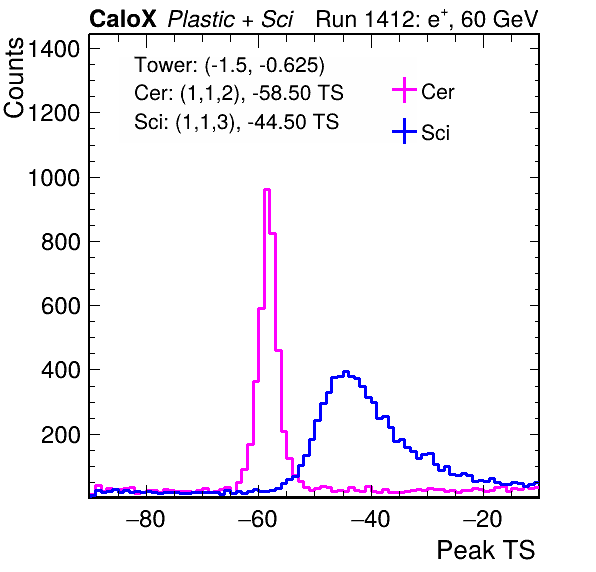 CaloX Plastic + Sci Run 1412: e+, 60 GeV
Counts
1400
1200
1000
800
600
400
200
Tower: (-1.5, -0.625)
Cer: (1,1,2), -58.50 TS
Sci: (1,1,3), -44.50 TS
Cer
Sci
−80 −60 −40 −20
Peak TS